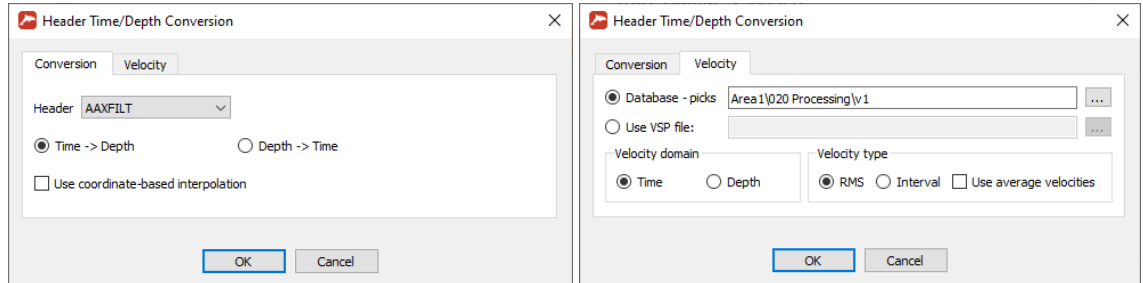 Header Time/Depth Conversion
Conversion Velocity
Header AAXFILT
Time -> Depth Depth -> Time
Use coordinate-based interpolation
OK Cancel
Header Time/Depth Conversion
Conversion Velocity
Database - picks Area1\020 Processing\v1 ...
Use VSP file: ...
Velocity domain Velocity type
Time Depth RMS Interval Use average velocities
OK Cancel